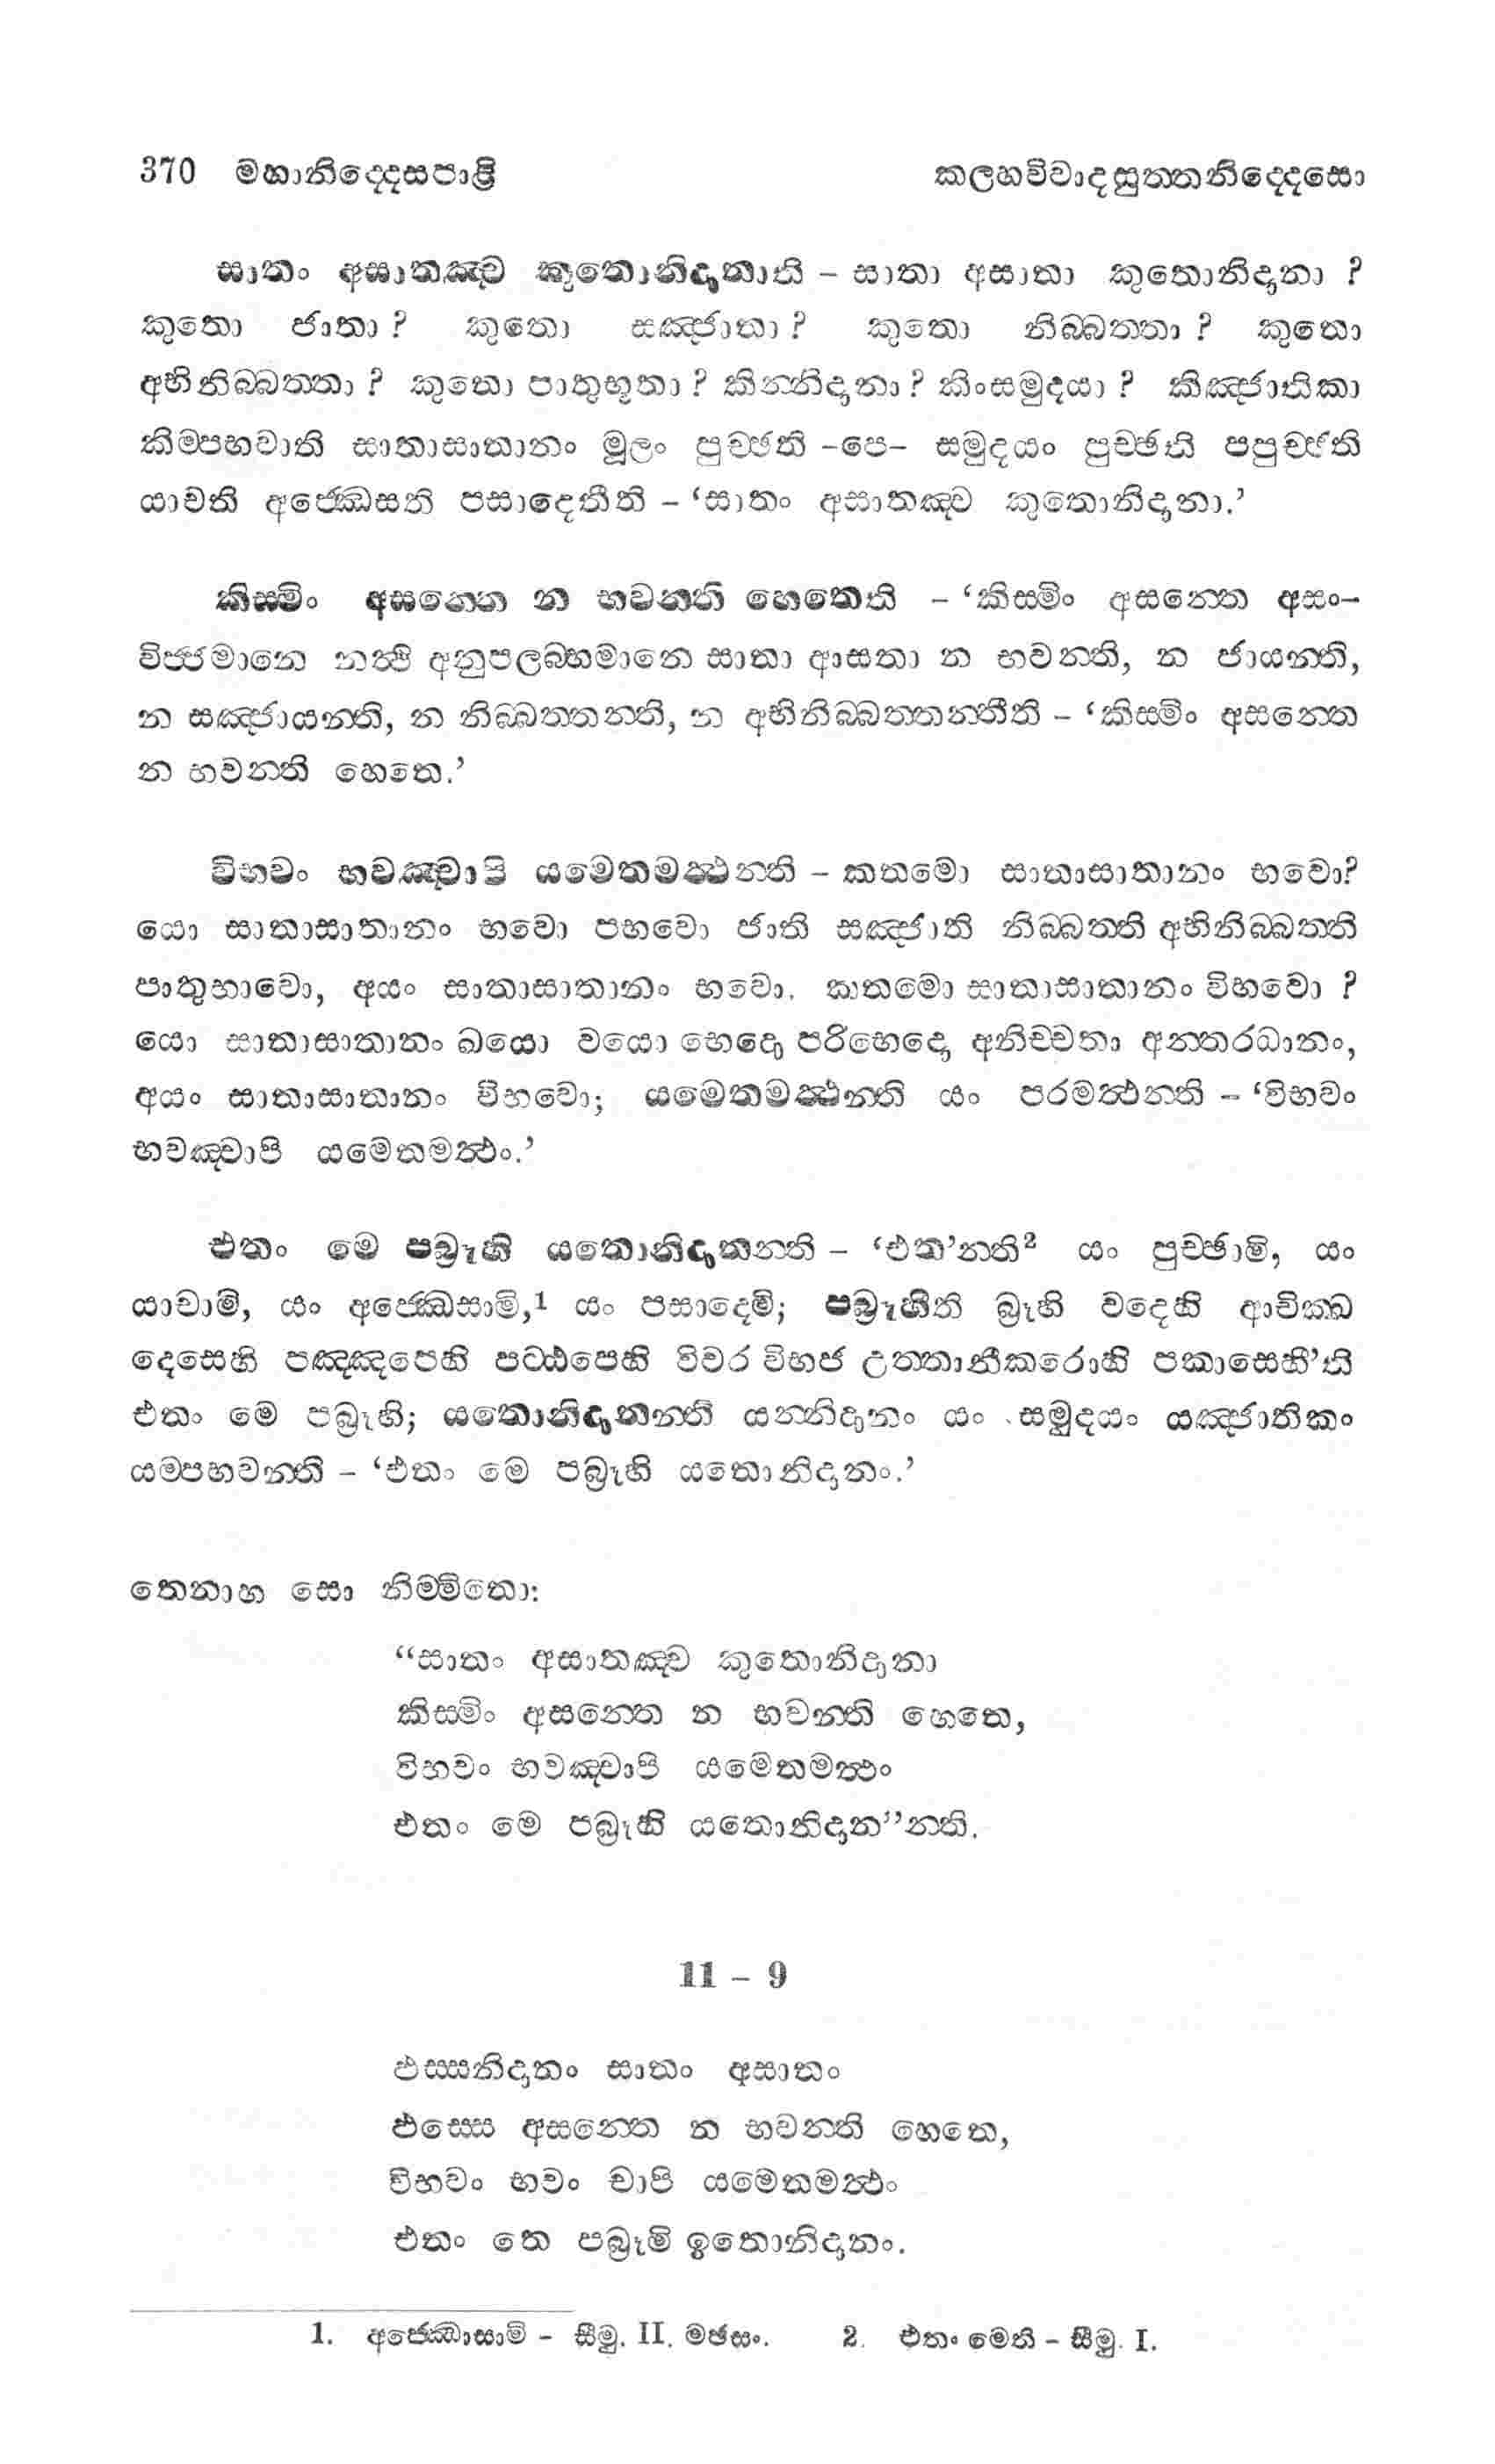 370 මහානිද්දෙසපාළි කලහවිවාදසුත්තනිද්දෙසො
සාතං අසාතඤ්ච කුතොනිදානාති – සාතා අසාතා කුතොනිදානා ?
කුතො ජාතා ? කුතො සඤ්ජාතා ? කුතො නිබ්බත්තා ? කුතො
අභිනිබ්බත්තා ? කුතො පාතුභූතා ? කින්නිදානා ? කිංසමුදයා ? කිඤ්ජාතිකා
කිම්පභවාති සාතාසාතානං මූලං පුච්ඡති –පෙ– සමුදයං පුච්ඡති පපුච්ඡති
යාචති අජ්ඣෙසති පසාදෙතීති – ‘සාතං අසාතඤ්ච කුතොනිදානා.’
කිස්මිං අසන්තෙ න භවන්ති හෙතෙති – ‘කිස්මිං අසන්තෙ අසං–
විජ්ජමානෙ නත්ථි අනුපලබ්භමානෙ සාතා ආසතා න භවන්ති, න ජායන්ති,
න සඤ්ජායන්ති, න නිබ්බත්තන්ති, න අභිනිබ්බත්තන්තීති – ‘කිස්මිං අසන්තෙ
න භවන්ති හෙතෙ.’
විභවං භවඤ්චාපි යමෙතමත්ථන්ති – කතමො සාතාසාතානං භවො?
යො සාතාසාතානං භවො පභවො ජාති සඤ්ජාති නිබ්බත්ති අභිනිබ්බත්ති
පාතුභාවො, අයං සාතාසාතානං භවො. කතමො සාතාසාතානං විභවො ?
යො සාතාසාතානං ඛයො වයො භෙදො පරිභෙදො අනිච්චතා අන්තරධානං,
අයං සාතාසාතානං විභවො; යමෙතමත්ථන්ති යං පරමත්ථන්ති – ‘විභවං
භවඤ්චාපි යමෙතමත්ථං.’
එතං මෙ පබ්රූහි යතොනිදානන්ති – ‘එත’න්ති² යං පුච්ඡාමි, යං
යාචාමි, යං අජ්ඣෙසාමි,¹ යං පසාදෙමි; පබ්රූහීති බ්රූහි වදෙහි ආචික්ඛ
දෙසෙහි පඤ්ඤපෙහි පට්ඨපෙහි විවර විභජ උත්තානීකරොහි පකාසෙහී’ති
එතං මෙ පබ්රූහි; යතොනිදානන්ති යන්නිදානං යං සමුදයං යඤ්ජාතිකං
යම්පභවන්ති – ‘එතං මෙ පබ්රූහි යතොනිදානං.’
තෙනාහ සො නිම්මිතො:
“සාතං අසාතඤ්ච කුතොනිදානා
කිස්මිං අසන්තෙ න භවන්ති හෙතෙ,
විභවං භවඤ්චාපි යමෙතමත්ථං
එතං මෙ පබ්රූහි යතොනිදාන”න්ති.
11 – 9
ඵස්සනිදානං සාතං අසාතං
ඵස්සෙ අසන්තෙ න භවන්ති හෙතෙ,
විභවං භවං චාපි යමෙතමත්ථං
එතං තෙ පබ්රූමි ඉතොනිදානං.
1. අජ්ඣොසාමි – සීමු. II. මඡසං. 2. එතං මෙති – සීමු. I.